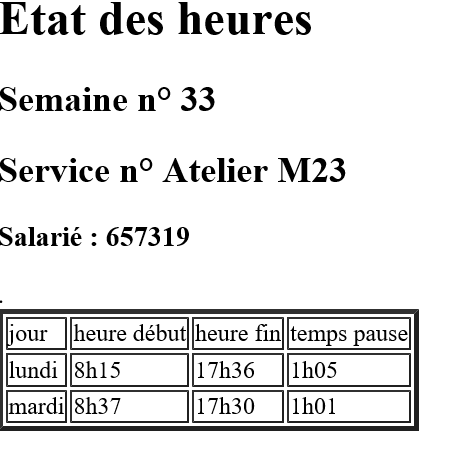 Etat des heures
Semaine n° 33
Service n° Atelier M23
Salarié : 657319
.
jour heure début heure fin temps pause
lundi 8h15 17h36 1h05
mardi 8h37 17h30 1h01